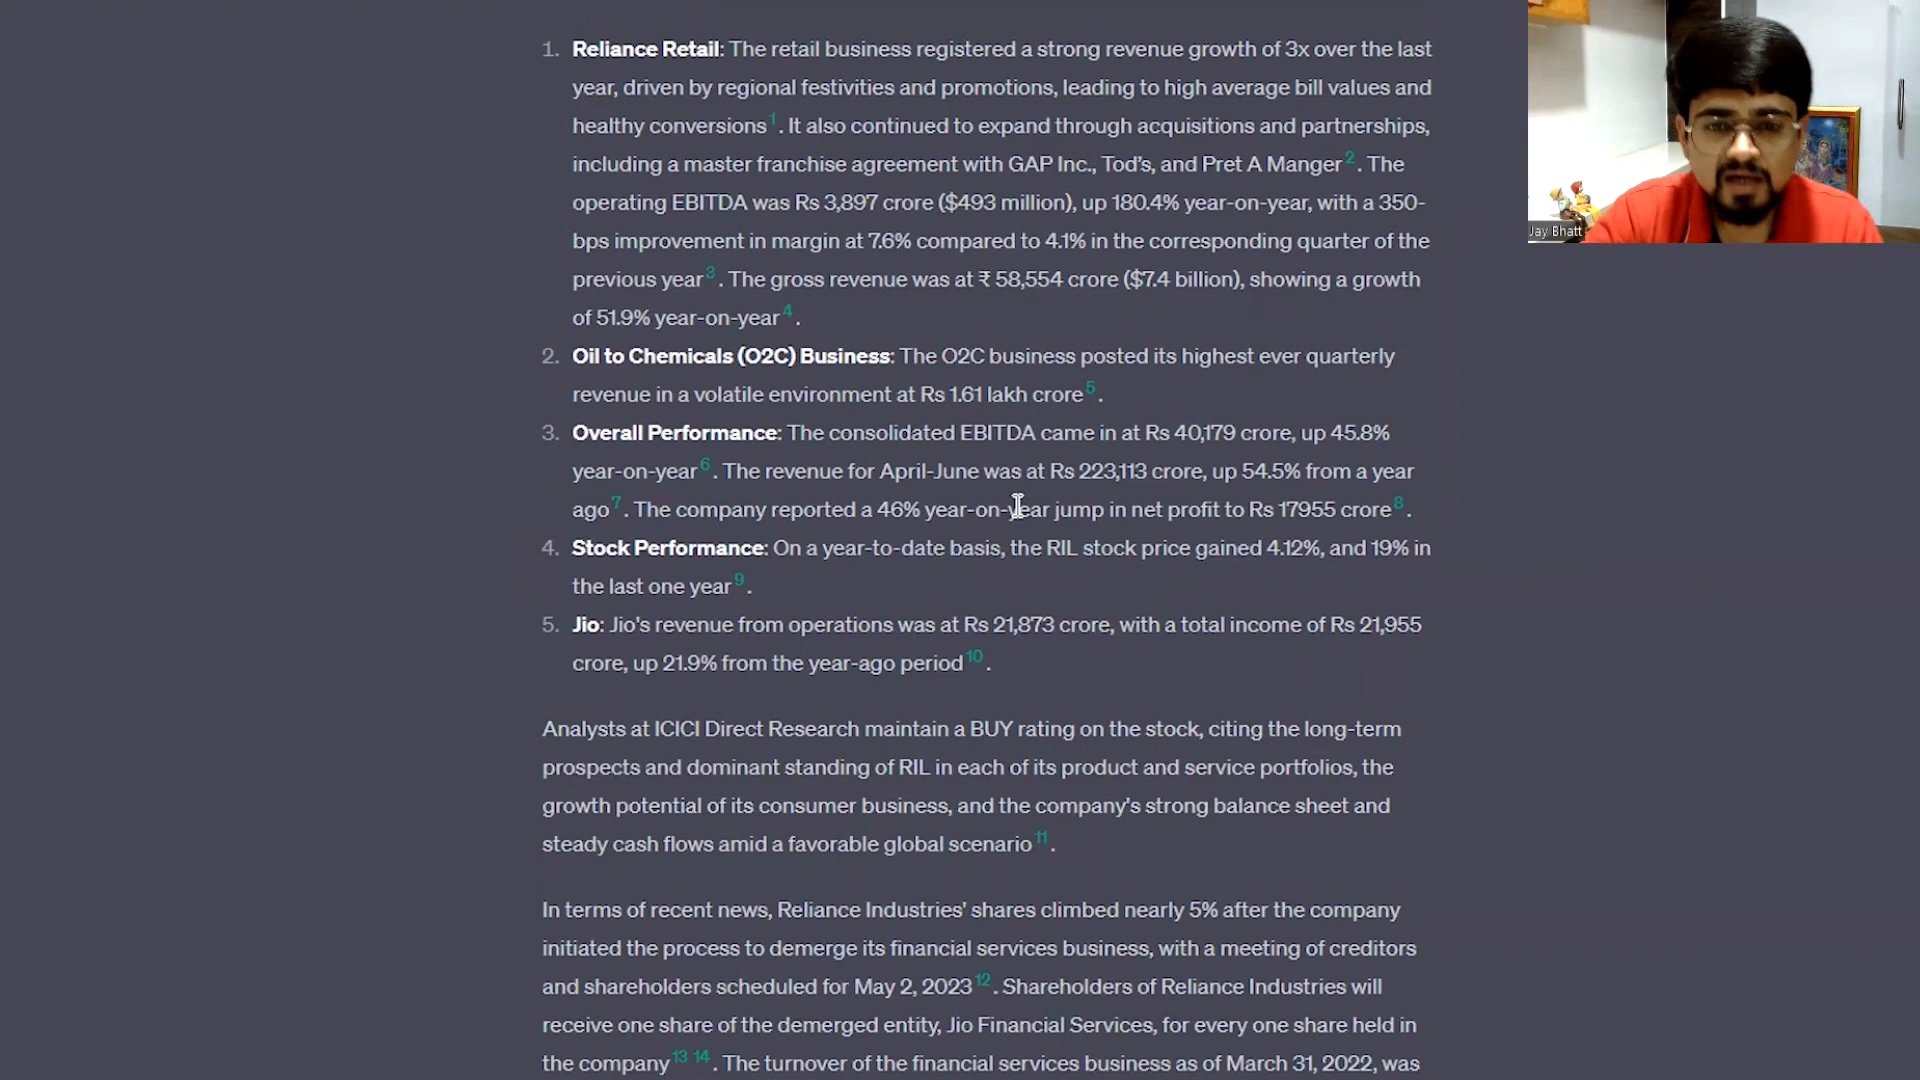 1. Reliance Retail: The retail business registered a strong revenue growth of 3x over the last
year, driven by regional festivities and promotions, leading to high average bill values and
healthy conversions 1. It also continued to expand through acquisitions and partnerships,
including a master franchise agreement with GAP Inc., Tod's, and Pret A Manger 2. The
operating EBITDA was Rs 3,897 crore ($493 million), up 180.4% year-on-year, with a 350-
bps improvement in margin at 7.6% compared to 4.1% in the corresponding quarter of the
previous year 3. The gross revenue was at ₹ 58,554 crore ($7.4 billion), showing a growth
of 51.9% year-on-year 4.
2. Oil to Chemicals (O2C) Business: The O2C business posted its highest ever quarterly
revenue in a volatile environment at Rs 1.61 lakh crore 5.
3. Overall Performance: The consolidated EBITDA came in at Rs 40,179 crore, up 45.8%
year-on-year 6. The revenue for April-June was at Rs 223,113 crore, up 54.5% from a year
ago 7. The company reported a 46% year-on-year jump in net profit to Rs 17955 crore 8.
4. Stock Performance: On a year-to-date basis, the RIL stock price gained 4.12%, and 19% in
the last one year 9.
5. Jio: Jio's revenue from operations was at Rs 21,873 crore, with a total income of Rs 21,955
crore, up 21.9% from the year-ago period 10.
Analysts at ICICI Direct Research maintain a BUY rating on the stock, citing the long-term
prospects and dominant standing of RIL in each of its product and service portfolios, the
growth potential of its consumer business, and the company's strong balance sheet and
steady cash flows amid a favorable global scenario 11.
In terms of recent news, Reliance Industries' shares climbed nearly 5% after the company
initiated the process to demerge its financial services business, with a meeting of creditors
and shareholders scheduled for May 2, 2023 12. Shareholders of Reliance Industries will
receive one share of the demerged entity, Jio Financial Services, for every one share held in
the company 13 14. The turnover of the financial services business as of March 31, 2022, was
Jay Bhatt